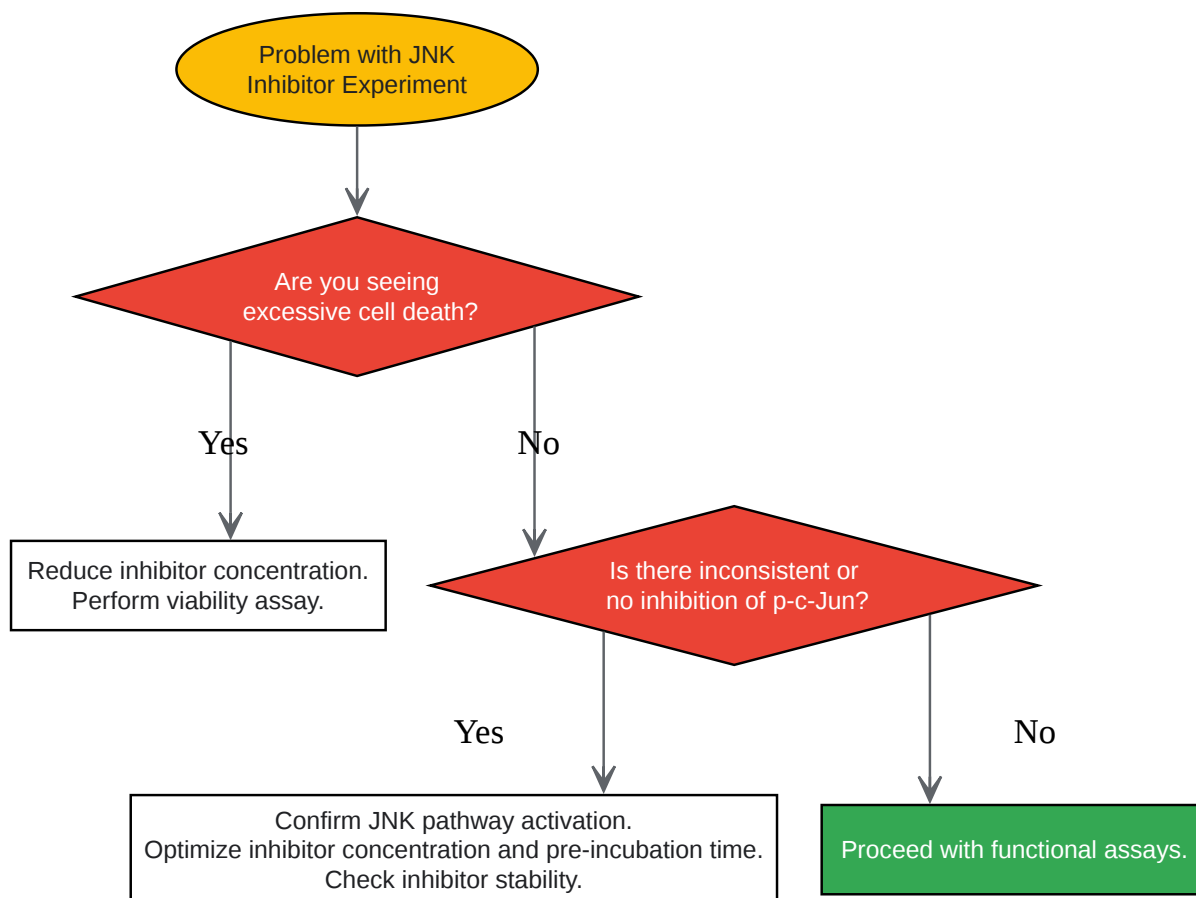 Problem with JNK
Inhibitor Experiment
Are you seeing
excessive cell death?
Yes
No
Reduce inhibitor concentration.
Perform viability assay.
Is there inconsistent or
no inhibition of p-c-Jun?
Yes
No
Confirm JNK pathway activation.
Optimize inhibitor concentration and pre-incubation time.
Check inhibitor stability.
Proceed with functional assays.